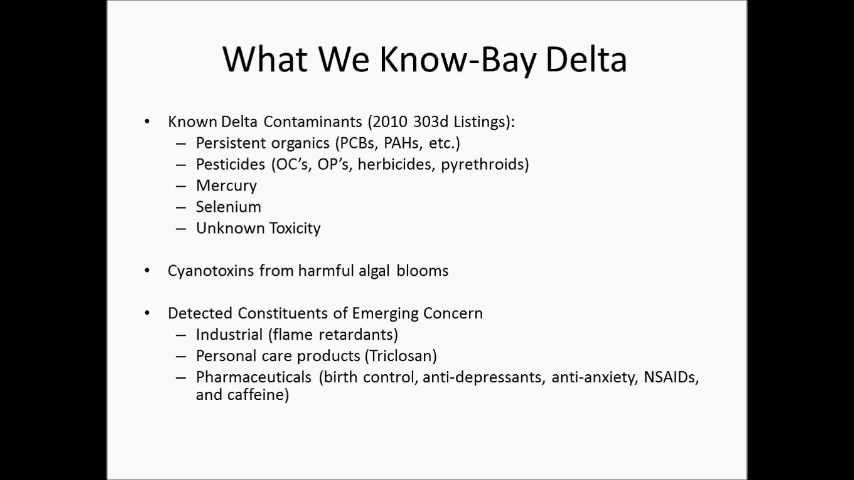 What We Know-Bay Delta
• Known Delta Contaminants (2010 303d Listings):
– Persistent organics (PCBs, PAHs, etc.)
– Pesticides (OC’s, OP’s, herbicides, pyrethroids)
– Mercury
– Selenium
– Unknown Toxicity
• Cyanotoxins from harmful algal blooms
• Detected Constituents of Emerging Concern
– Industrial (flame retardants)
– Personal care products (Triclosan)
– Pharmaceuticals (birth control, anti-depressants, anti-anxiety, NSAIDs,
and caffeine)